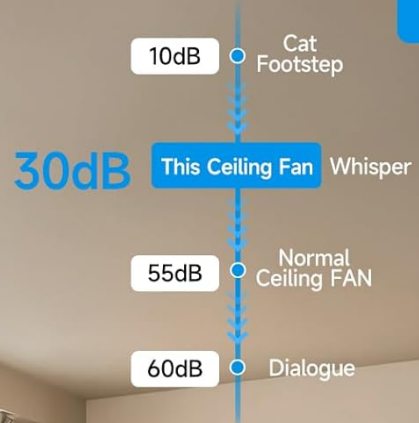 10dB
Cat
Footstep
30dB
This Ceiling Fan
Whisper
55dB
Normal
Ceiling FAN
60dB
Dialogue